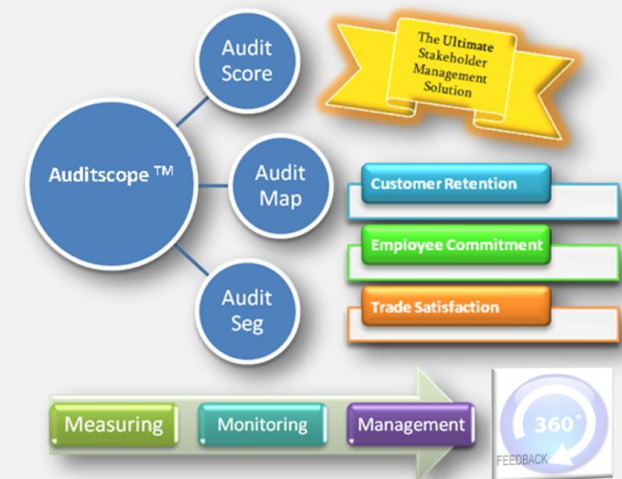 Audit
Score
The Ultimate
Stakeholder
Management
Solution
Auditscope ™
Audit
Map
Customer Retention
Employee Commitment
Audit
Seg
Trade Satisfaction
Measuring
Monitoring
Management
360°
FEEDBACK